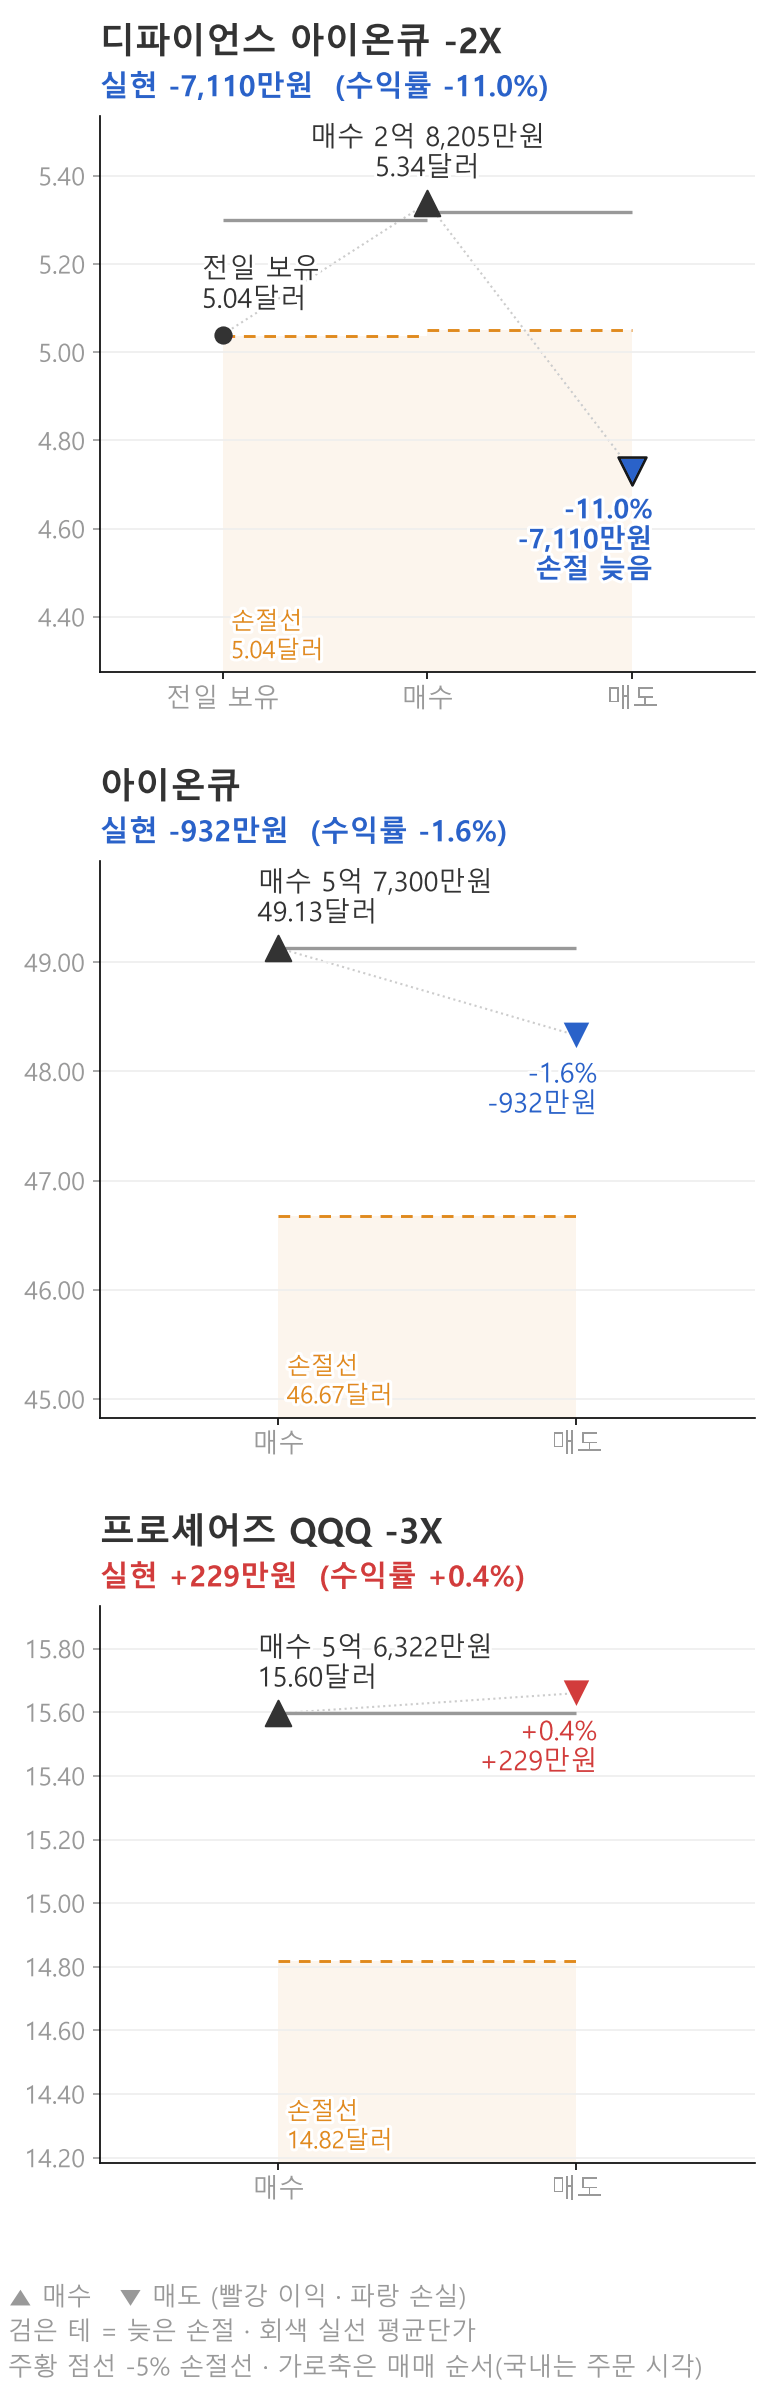 디파이언스 아이온큐 -2X
실현 -7,110만원 (수익률 -11.0%)
매수 2억 8,205만원
5.34달러
5.40
5.20
전일 보유
5.04달러
5.00
4.80
-11.0%
-7,110만원
손절 늦음
4.60
4.40
손절선
5.04달러
전일 보유
매수
매도
아이온큐
실현 -932만원 (수익률 -1.6%)
매수 5억 7,300만원
49.13달러
49.00
48.00
-1.6%
-932만원
47.00
46.00
손절선
46.67달러
45.00
매수
매도
프로셰어즈 QQQ -3X
실현 +229만원 (수익률 +0.4%)
15.80
매수 5억 6,322만원
15.60달러
15.60
+0.4%
+229만원
15.40
15.20
15.00
14.80
14.60
14.40
손절선
14.82달러
14.20
매수
매도
▲ 매수 ▼ 매도 (빨강 이익 · 파랑 손실)
검은 테 = 늦은 손절 · 회색 실선 평균단가
주황 점선 -5% 손절선 · 가로축은 매매 순서(국내는 주문 시각)